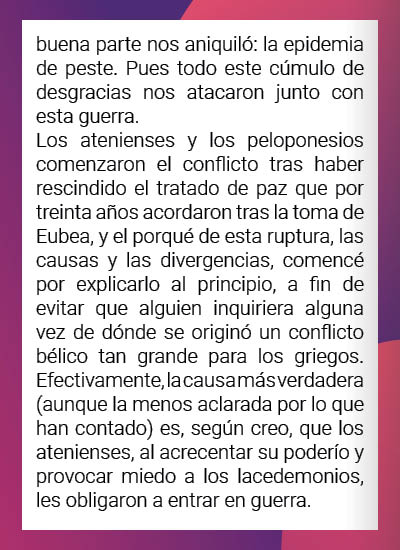 buena parte nos aniquiló: la epidemia
de peste. Pues todo este cúmulo de
desgracias nos atacaron junto con
esta guerra.
Los atenienses y los peloponesios
comenzaron el conflicto tras haber
rescindido el tratado de paz que por
treinta años acordaron tras la toma de
Eubea, y el porqué de esta ruptura, las
causas y las divergencias, comencé
por explicarlo al principio, a fin de
evitar que alguien inquiriera alguna
vez de dónde se originó un conflicto
bélico tan grande para los griegos.
Efectivamente, la causa más verdadera
(aunque la menos aclarada por lo que
han contado) es, según creo, que los
atenienses, al acrecentar su poderío y
provocar miedo a los lacedemonios,
les obligaron a entrar en guerra.